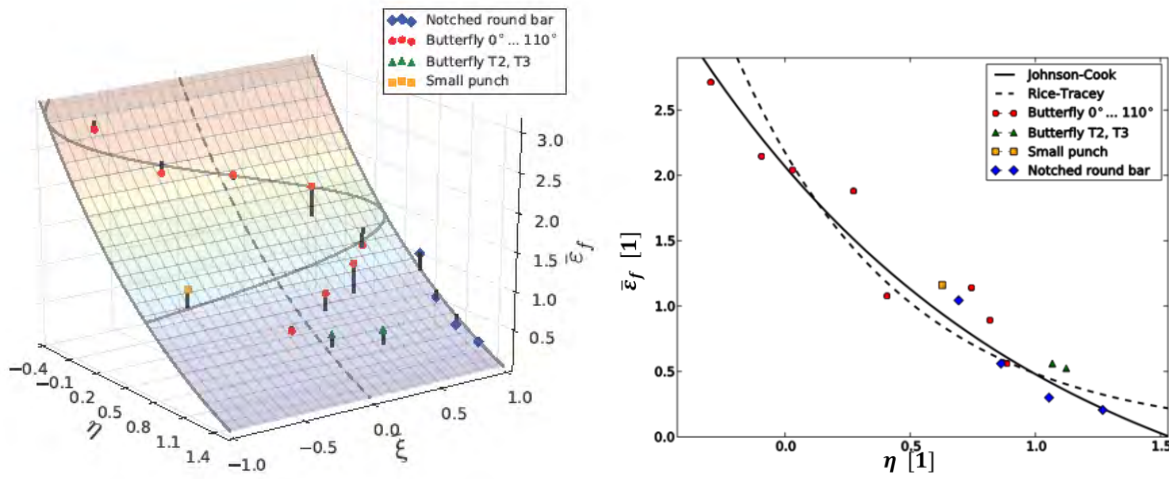 Notched round bar
Butterfly 0° ... 110°
Butterfly T2, T3
Small punch
3.0
2.5
2.0
1.5
1.0
0.5
ε̄f
−0.4
−0.1
0.2
0.5
0.8
1.1
1.4
η
−1.0
−0.5
0.0
0.5
1.0
ξ
Johnson-Cook
Rice-Tracey
Butterfly 0° ... 110°
Butterfly T2, T3
Small punch
Notched round bar
2.5
2.0
1.5
1.0
0.5
0.0
ε̄f [1]
0.0
0.5
1.0
1.5
η [1]